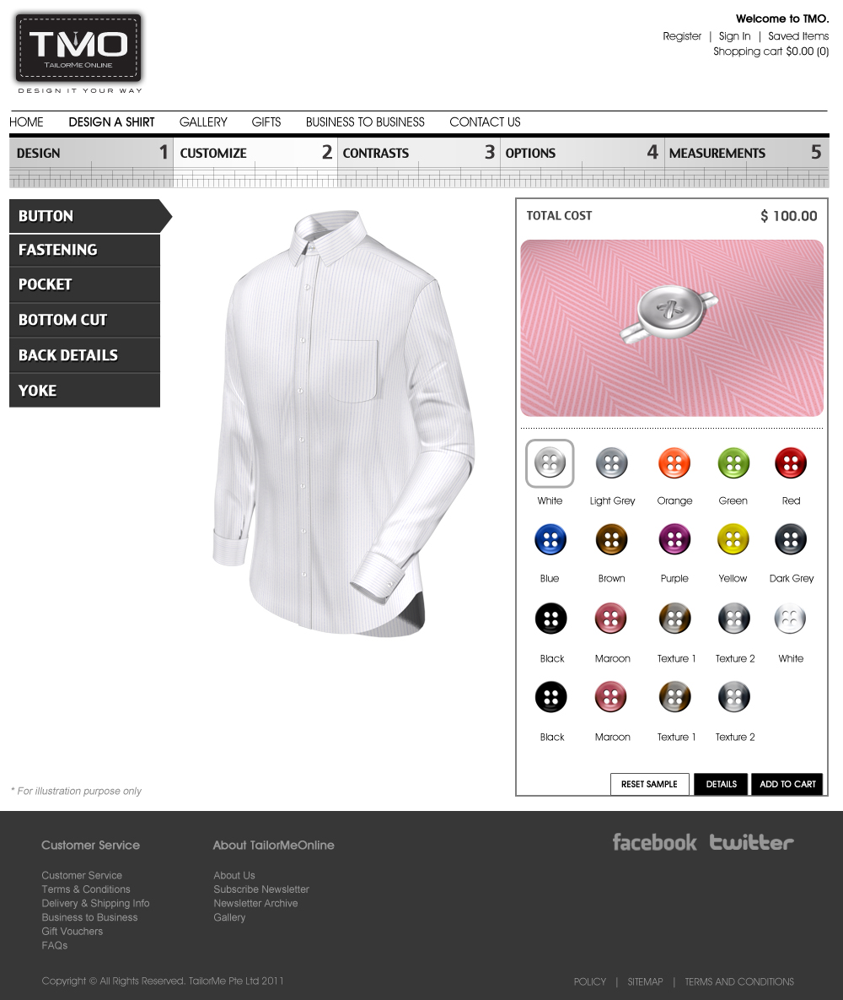 TMO
TAILORME ONLINE
DESIGN IT YOUR WAY
Welcome to TMO.
Register | Sign In | Saved Items
Shopping cart $0.00 (0)
HOME DESIGN A SHIRT GALLERY GIFTS BUSINESS TO BUSINESS CONTACT US
DESIGN 1 CUSTOMIZE 2 CONTRASTS 3 OPTIONS 4 MEASUREMENTS 5
BUTTON
FASTENING
POCKET
BOTTOM CUT
BACK DETAILS
YOKE
TOTAL COST $ 100.00
White Light Grey Orange Green Red
Blue Brown Purple Yellow Dark Grey
Black Maroon Texture 1 Texture 2 White
Black Maroon Texture 1 Texture 2
RESET SAMPLE DETAILS ADD TO CART
* For illustration purpose only
Customer Service
Customer Service
Terms & Conditions
Delivery & Shipping Info
Business to Business
Gift Vouchers
FAQs
About TailorMeOnline
About Us
Subscribe Newsletter
Newsletter Archive
Gallery
facebook twitter
Copyright © All Rights Reserved. TailorMe Pte Ltd 2011
POLICY | SITEMAP | TERMS AND CONDITIONS